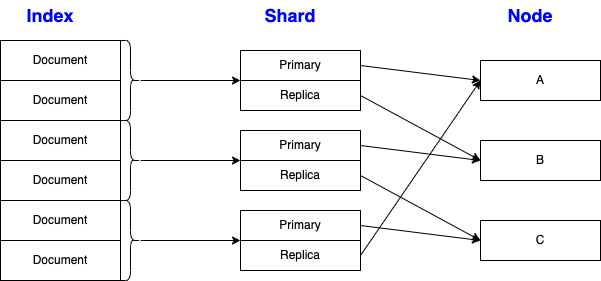 Index
Shard
Node
Document
Document
Document
Document
Document
Document
Primary
Replica
Primary
Replica
Primary
Replica
A
B
C